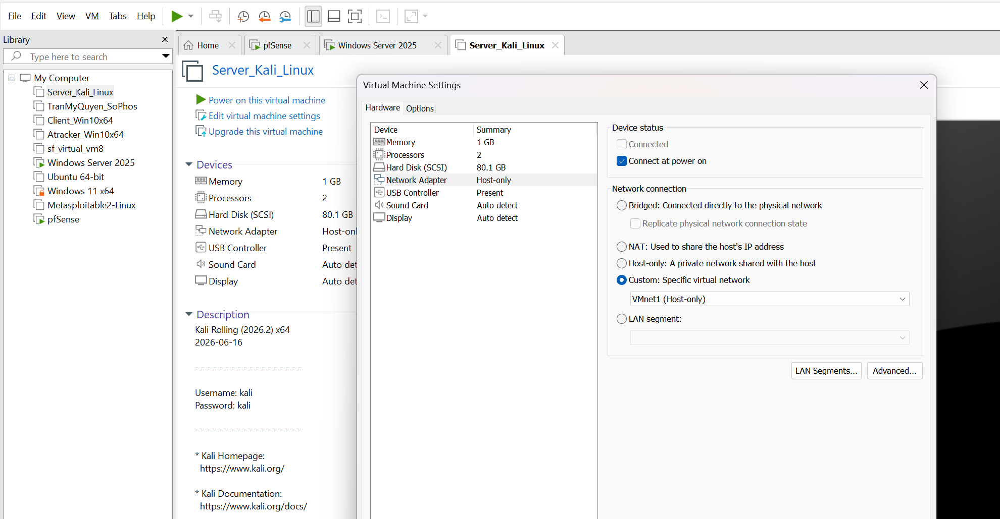 File Edit View VM Tabs Help
Library
Type here to search
My Computer
Server_Kali_Linux
TranMyQuyen_SoPhos
Client_Win10x64
Atracker_Win10x64
sf_virtual_vm8
Windows Server 2025
Ubuntu 64-bit
Windows 11 x64
Metasploitable2-Linux
pfSense
Home pfSense Windows Server 2025 Server_Kali_Linux
Server_Kali_Linux
Power on this virtual machine
Edit virtual machine settings
Upgrade this virtual machine
Devices
Memory 1 GB
Processors 2
Hard Disk (SCSI) 80.1 GB
Network Adapter Host-onl
USB Controller Present
Sound Card Auto det
Display Auto det
Description
Kali Rolling (2026.2) x64
2026-06-16
- - - - - - - - - - - - - - - - - -
Username: kali
Password: kali
- - - - - - - - - - - - - - - - - -
* Kali Homepage:
https://www.kali.org/
* Kali Documentation:
https://www.kali.org/docs/
Virtual Machine Settings
Hardware Options
Device Summary
Memory 1 GB
Processors 2
Hard Disk (SCSI) 80.1 GB
Network Adapter Host-only
USB Controller Present
Sound Card Auto detect
Display Auto detect
Device status
Connected
Connect at power on
Network connection
Bridged: Connected directly to the physical network
Replicate physical network connection state
NAT: Used to share the host's IP address
Host-only: A private network shared with the host
Custom: Specific virtual network
VMnet1 (Host-only)
LAN segment:
LAN Segments... Advanced...